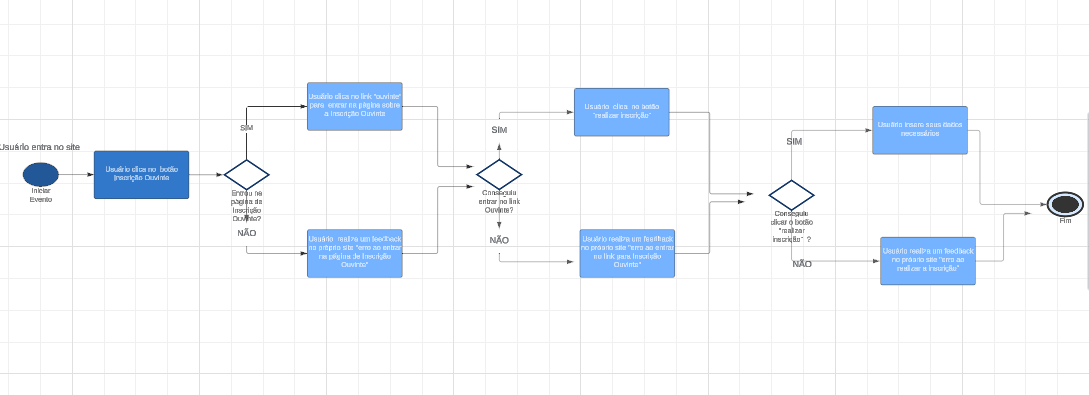 Usuário entra no site
Iniciar
Evento
Usuário clica no botão
Inscrição Ouvinte
SIM
Entrou na
página de
Inscrição
Ouvinte?
NÃO
Usuário clica no link "ouvinte"
para entrar na página sobre
a Inscrição Ouvinte
Usuário realiza um feedback
no próprio site "erro ao entrar
na página de Inscrição
Ouvinte"
SIM
Conseguiu
entrar no link
Ouvinte?
NÃO
Usuário clica no botão
"realizar inscrição"
Usuário realiza um feedback
no próprio site "erro ao entrar
no link para Inscrição
Ouvinte"
SIM
Conseguiu
clicar o botão
"realizar
inscrição" ?
NÃO
Usuário insere seus dados
necessários
Usuário realiza um feedback
no próprio site "erro ao
realizar a inscrição"
Fim